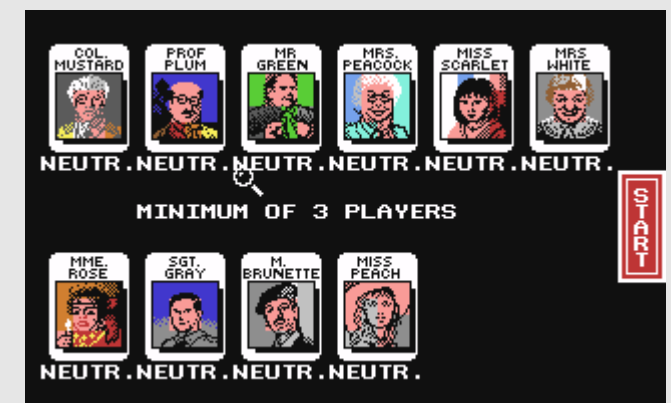 COL. MUSTARD
PROF PLUM
MR GREEN
MRS. PEACOCK
MISS SCARLET
MRS WHITE
NEUTR.NEUTR.NEUTR.NEUTR.NEUTR.NEUTR.
MINIMUM OF 3 PLAYERS
START
MME. ROSE
SGT. GRAY
M. BRUNETTE
MISS PEACH
NEUTR.NEUTR.NEUTR.NEUTR.